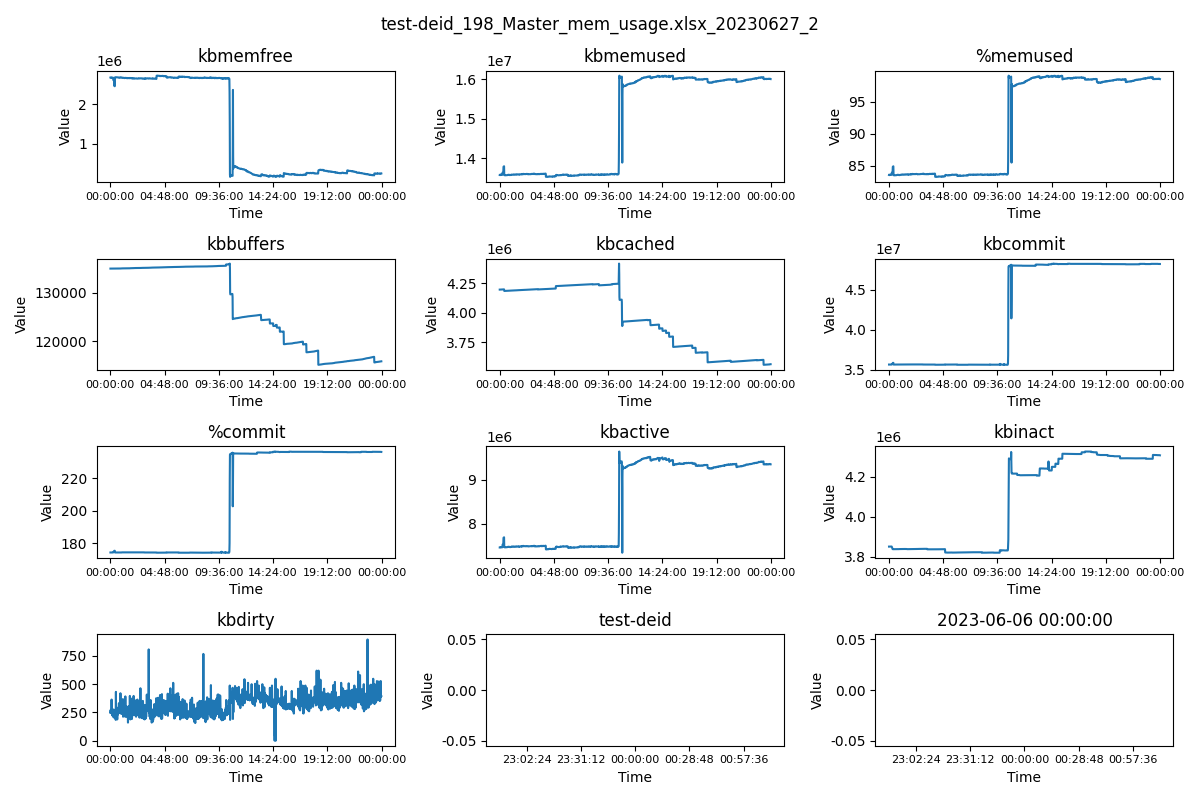 test-deid_198_Master_mem_usage.xlsx_20230627_2
kbmemfree
1e6
Value
2
1
00:00:00 04:48:00 09:36:00 14:24:00 19:12:00 00:00:00
Time
kbmemused
1e7
Value
1.6
1.5
1.4
00:00:00 04:48:00 09:36:00 14:24:00 19:12:00 00:00:00
Time
%memused
Value
95
90
85
00:00:00 04:48:00 09:36:00 14:24:00 19:12:00 00:00:00
Time
kbbuffers
Value
130000
120000
00:00:00 04:48:00 09:36:00 14:24:00 19:12:00 00:00:00
Time
kbcached
1e6
Value
4.25
4.00
3.75
00:00:00 04:48:00 09:36:00 14:24:00 19:12:00 00:00:00
Time
kbcommit
1e7
Value
4.5
4.0
3.5
00:00:00 04:48:00 09:36:00 14:24:00 19:12:00 00:00:00
Time
%commit
Value
220
200
180
00:00:00 04:48:00 09:36:00 14:24:00 19:12:00 00:00:00
Time
kbactive
1e6
Value
9
8
00:00:00 04:48:00 09:36:00 14:24:00 19:12:00 00:00:00
Time
kbinact
1e6
Value
4.2
4.0
3.8
00:00:00 04:48:00 09:36:00 14:24:00 19:12:00 00:00:00
Time
kbdirty
Value
750
500
250
0
00:00:00 04:48:00 09:36:00 14:24:00 19:12:00 00:00:00
Time
test-deid
Value
0.05
0.00
-0.05
23:02:24 23:31:12 00:00:00 00:28:48 00:57:36
Time
2023-06-06 00:00:00
Value
0.05
0.00
-0.05
23:02:24 23:31:12 00:00:00 00:28:48 00:57:36
Time